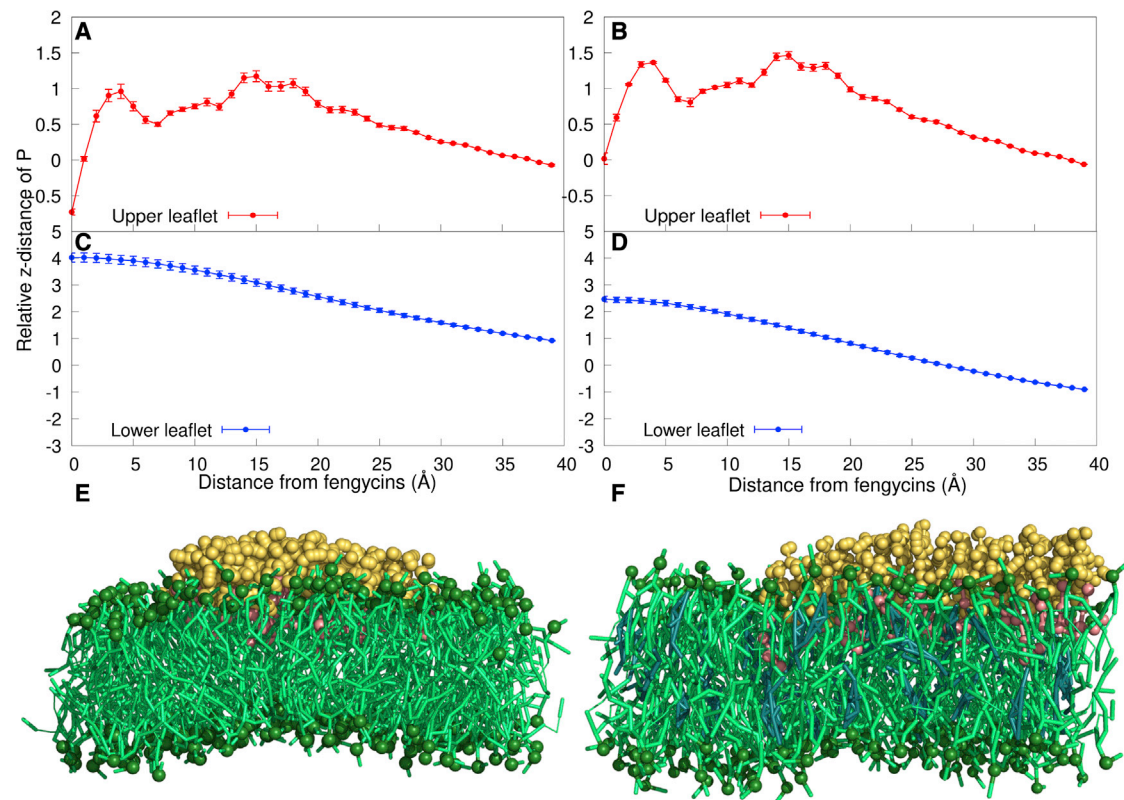 A
B
2
1.5
1
0.5
0
-0.5
5
2
1.5
1
0.5
0
-0.5
5
Upper leaflet
Upper leaflet
Relative z-distance of P
C
D
4
3
2
1
0
-1
-2
-3
4
3
2
1
0
-1
-2
-3
Lower leaflet
Lower leaflet
0 5 10 15 20 25 30 35 40
0 5 10 15 20 25 30 35 40
Distance from fengycins (Å)
Distance from fengycins (Å)
E
F